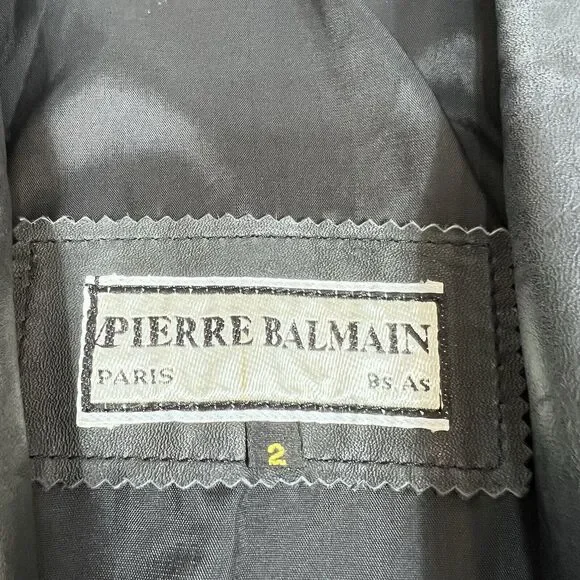 PIERRE BALMAIN
PARIS Bs. As
2